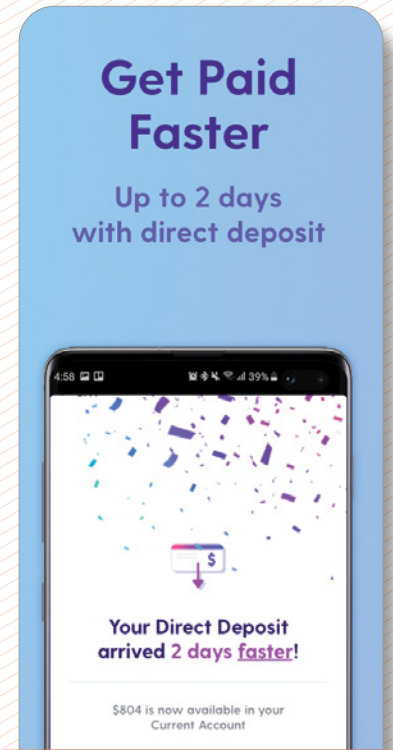 Get Paid
Faster
Up to 2 days
with direct deposit
4:58 39%
$
Your Direct Deposit
arrived 2 days faster!
$804 is now available in your
Current Account